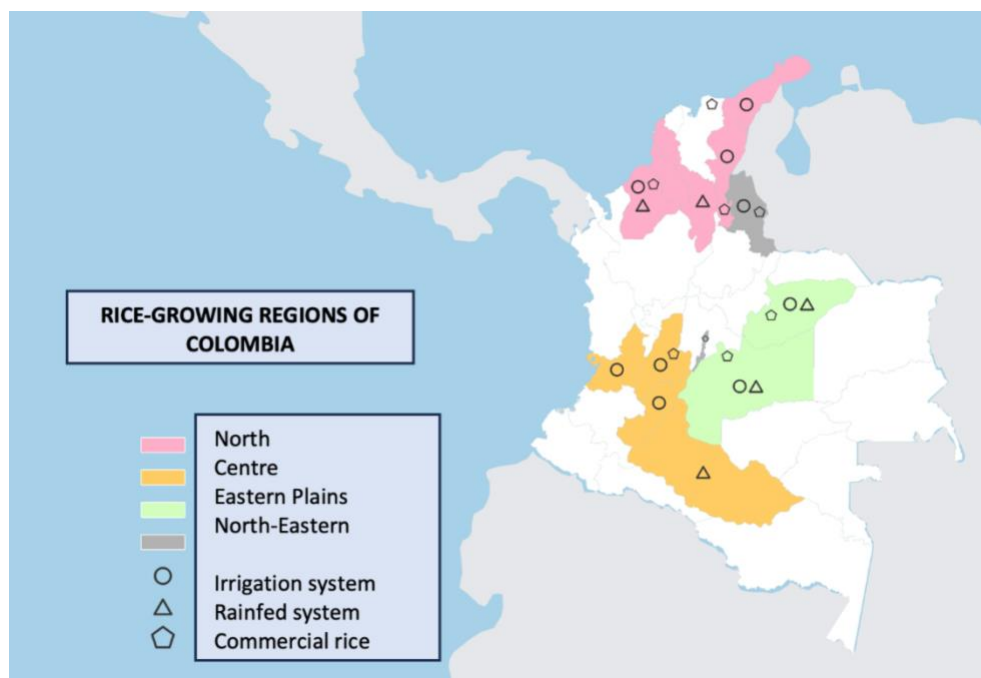 RICE-GROWING REGIONS OF
COLOMBIA
North
Centre
Eastern Plains
North-Eastern
Irrigation system
Rainfed system
Commercial rice